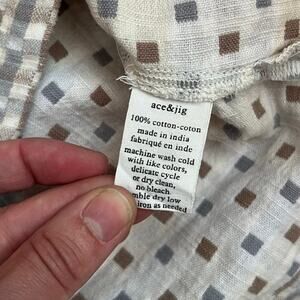 ace&jig
100% cotton-coton
made in india
fabriqué en inde
machine wash cold
with like colors,
delicate cycle
or dry clean,
no bleach
mble dry low
iron as needed